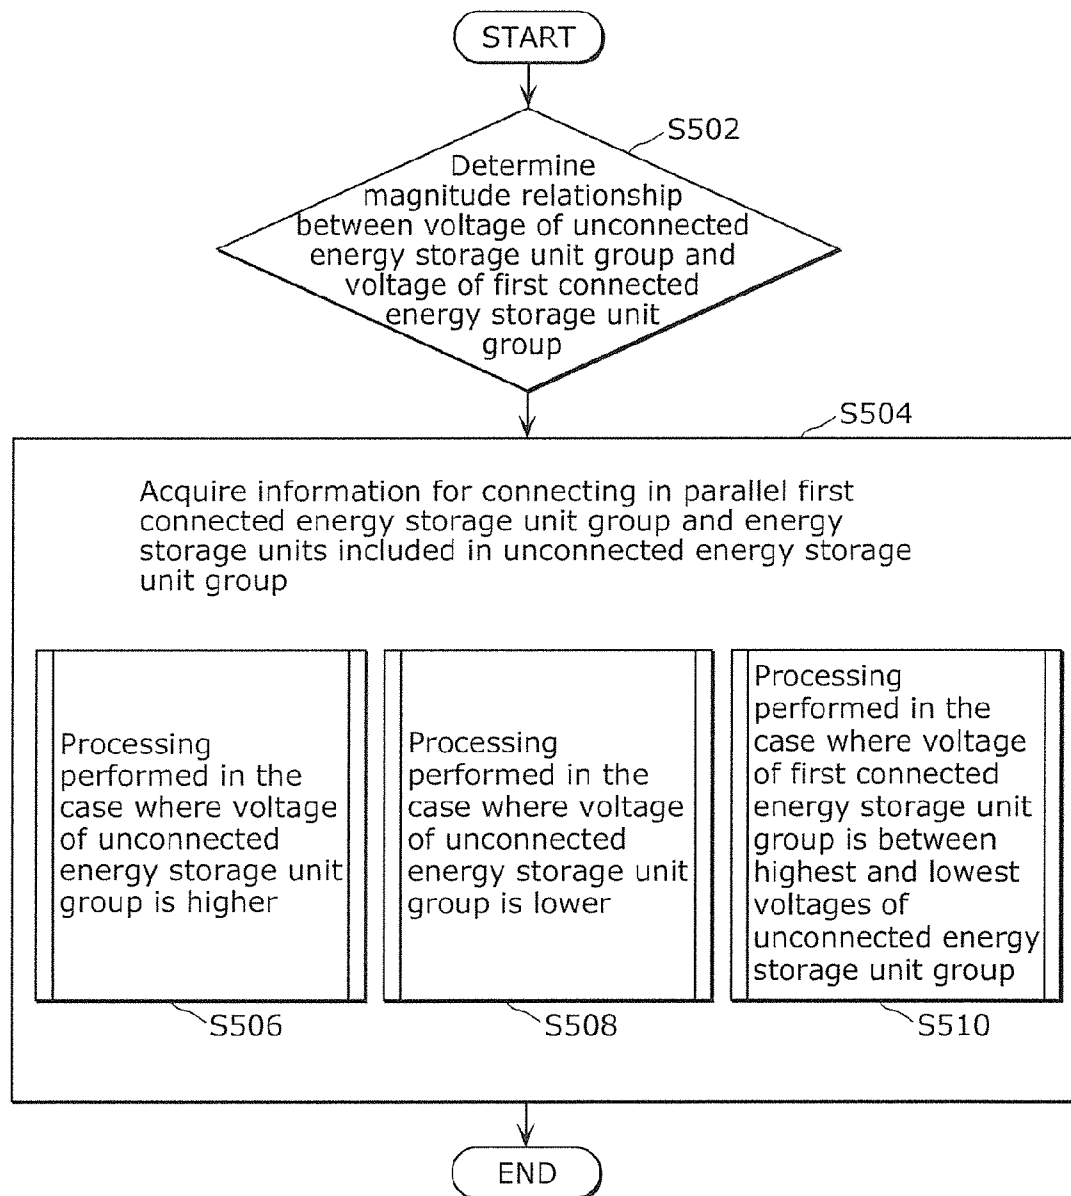 START
S502
Determine
magnitude relationship
between voltage of unconnected
energy storage unit group and
voltage of first connected
energy storage unit
group
S504
Acquire information for connecting in parallel first
connected energy storage unit group and energy
storage units included in unconnected energy storage
unit group
Processing
performed in the
case where voltage
of unconnected
energy storage unit
group is higher
S506
Processing
performed in the
case where voltage
of unconnected
energy storage unit
group is lower
S508
Processing
performed in the
case where voltage
of first connected
energy storage unit
group is between
highest and lowest
voltages of
unconnected energy
storage unit group
S510
END